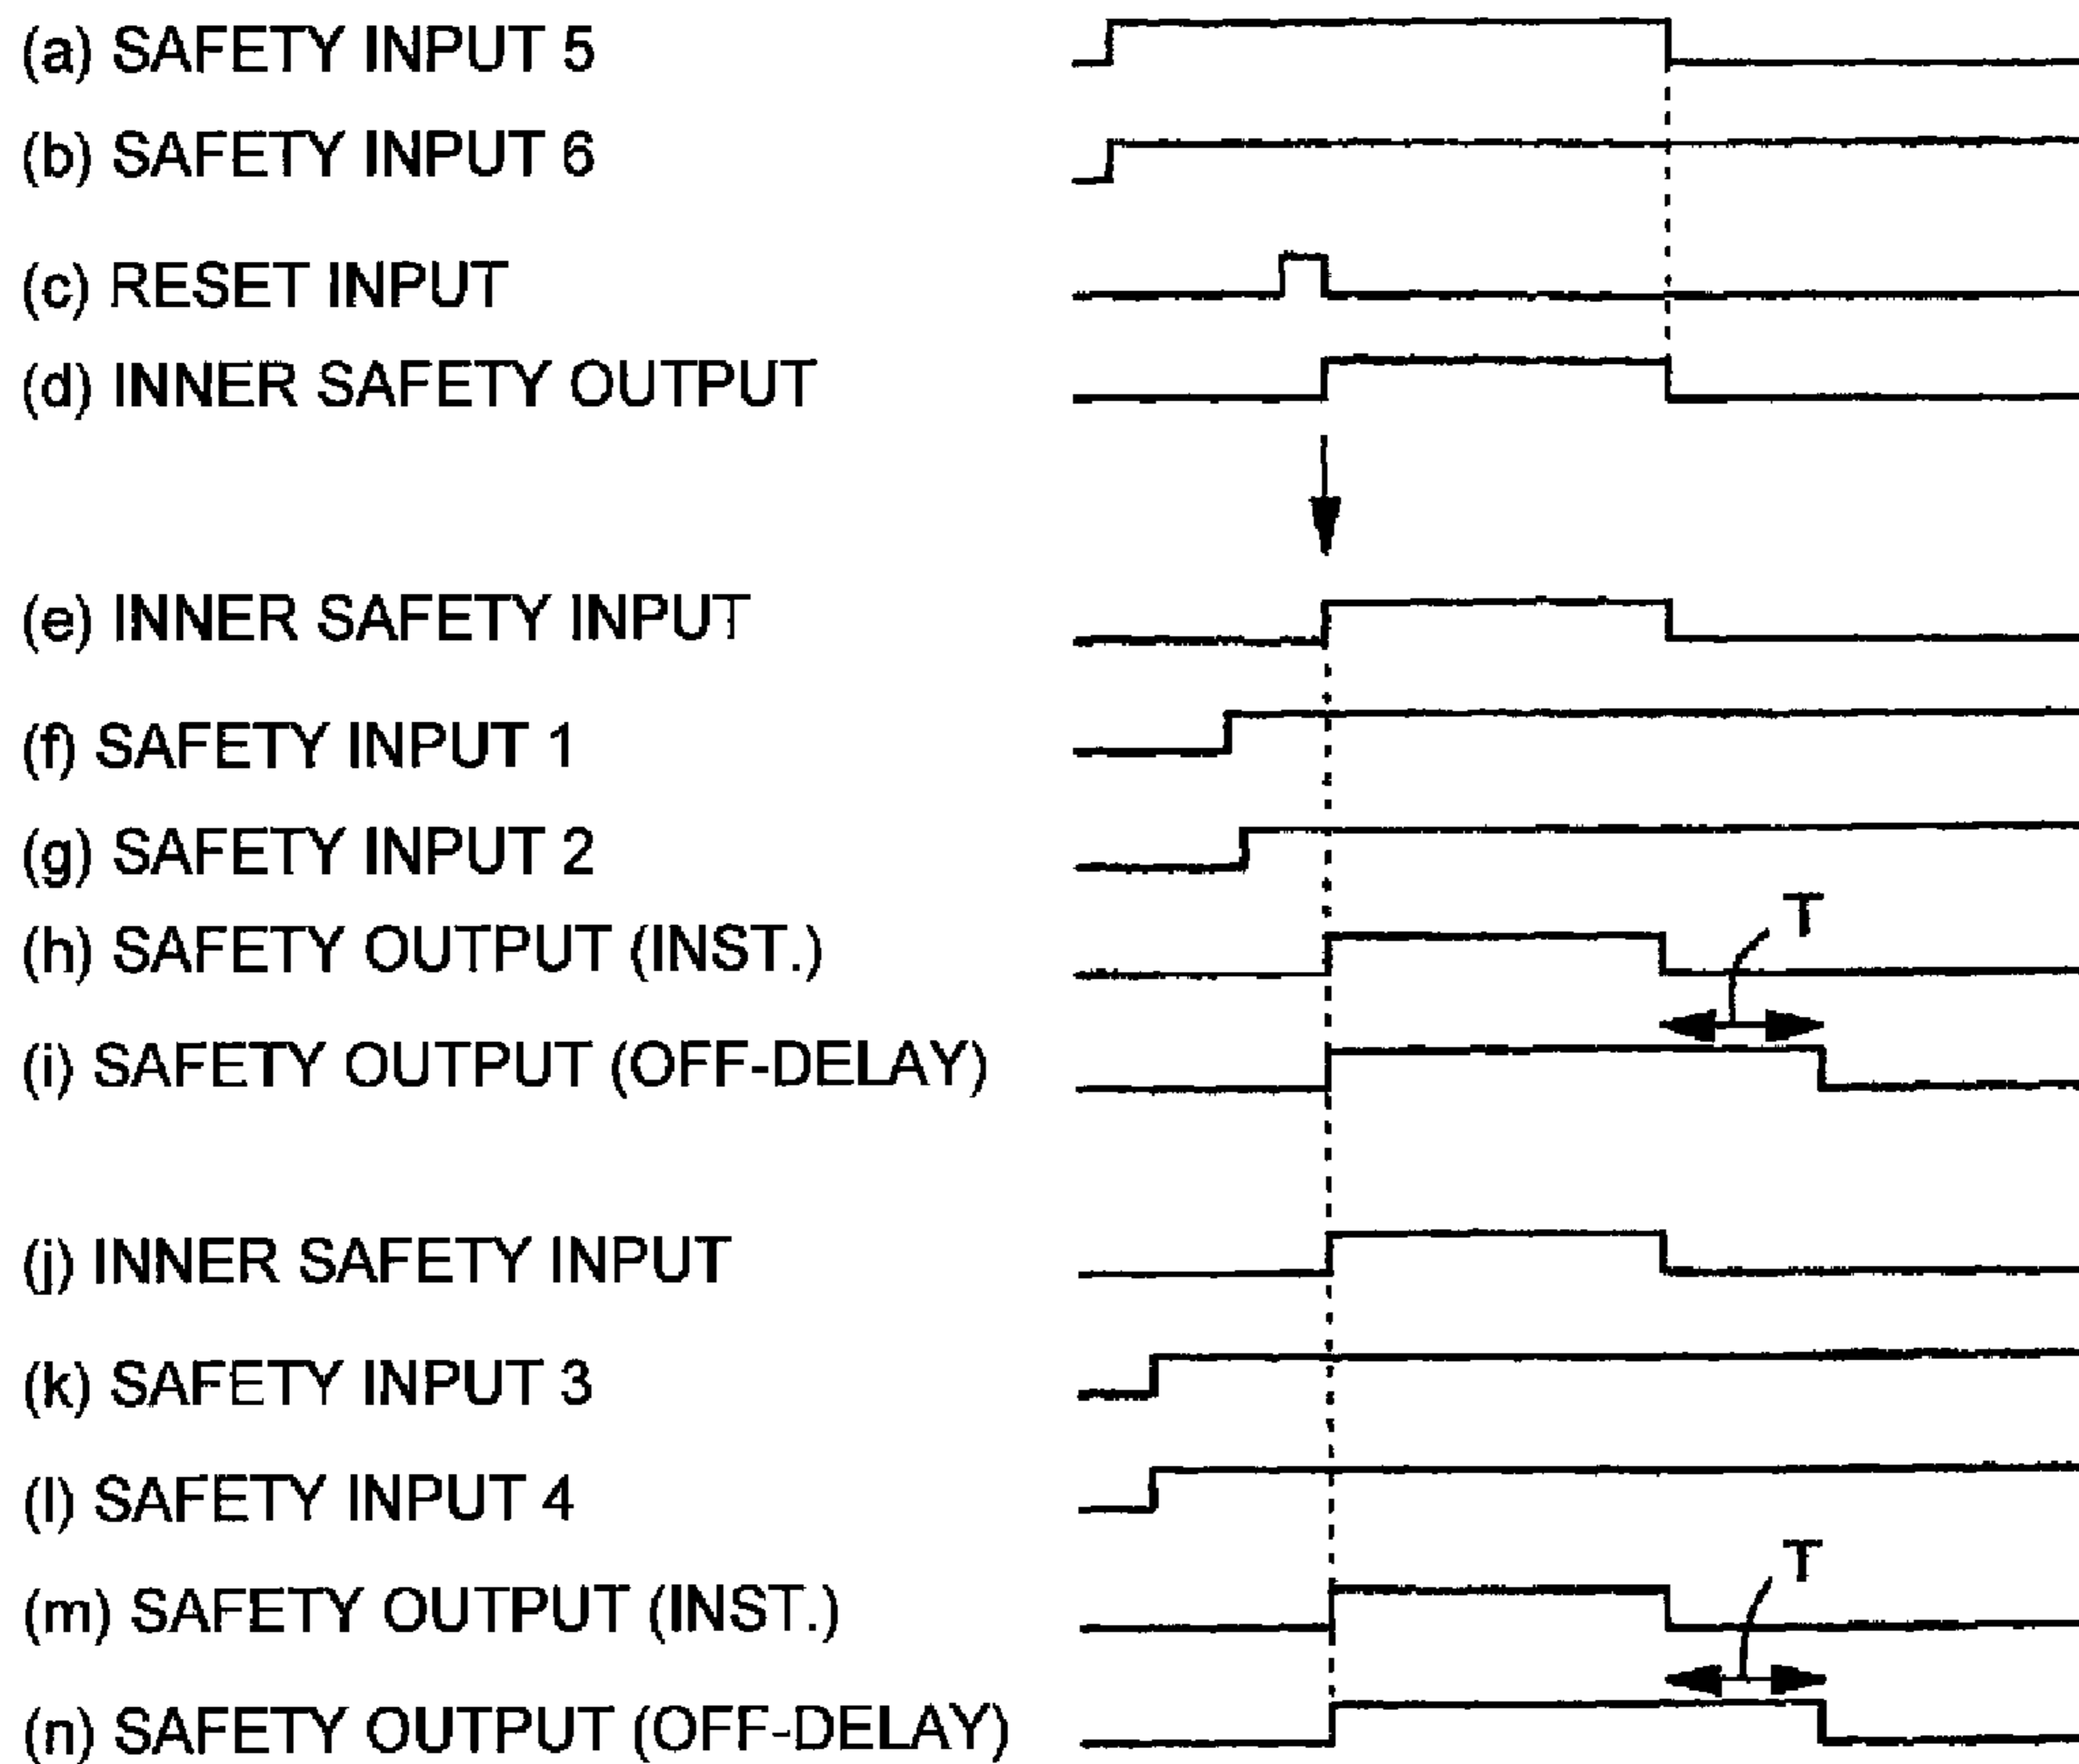 (a) SAFETY INPUT 5
(b) SAFETY INPUT 6
(c) RESET INPUT
(d) INNER SAFETY OUTPUT
(e) INNER SAFETY INPUT
(f) SAFETY INPUT 1
(g) SAFETY INPUT 2
T
(h) SAFETY OUTPUT (INST.)
(i) SAFETY OUTPUT (OFF-DELAY)
(j) INNER SAFETY INPUT
(k) SAFETY INPUT 3
(l) SAFETY INPUT 4
T
(m) SAFETY OUTPUT (INST.)
(n) SAFETY OUTPUT (OFF-DELAY)